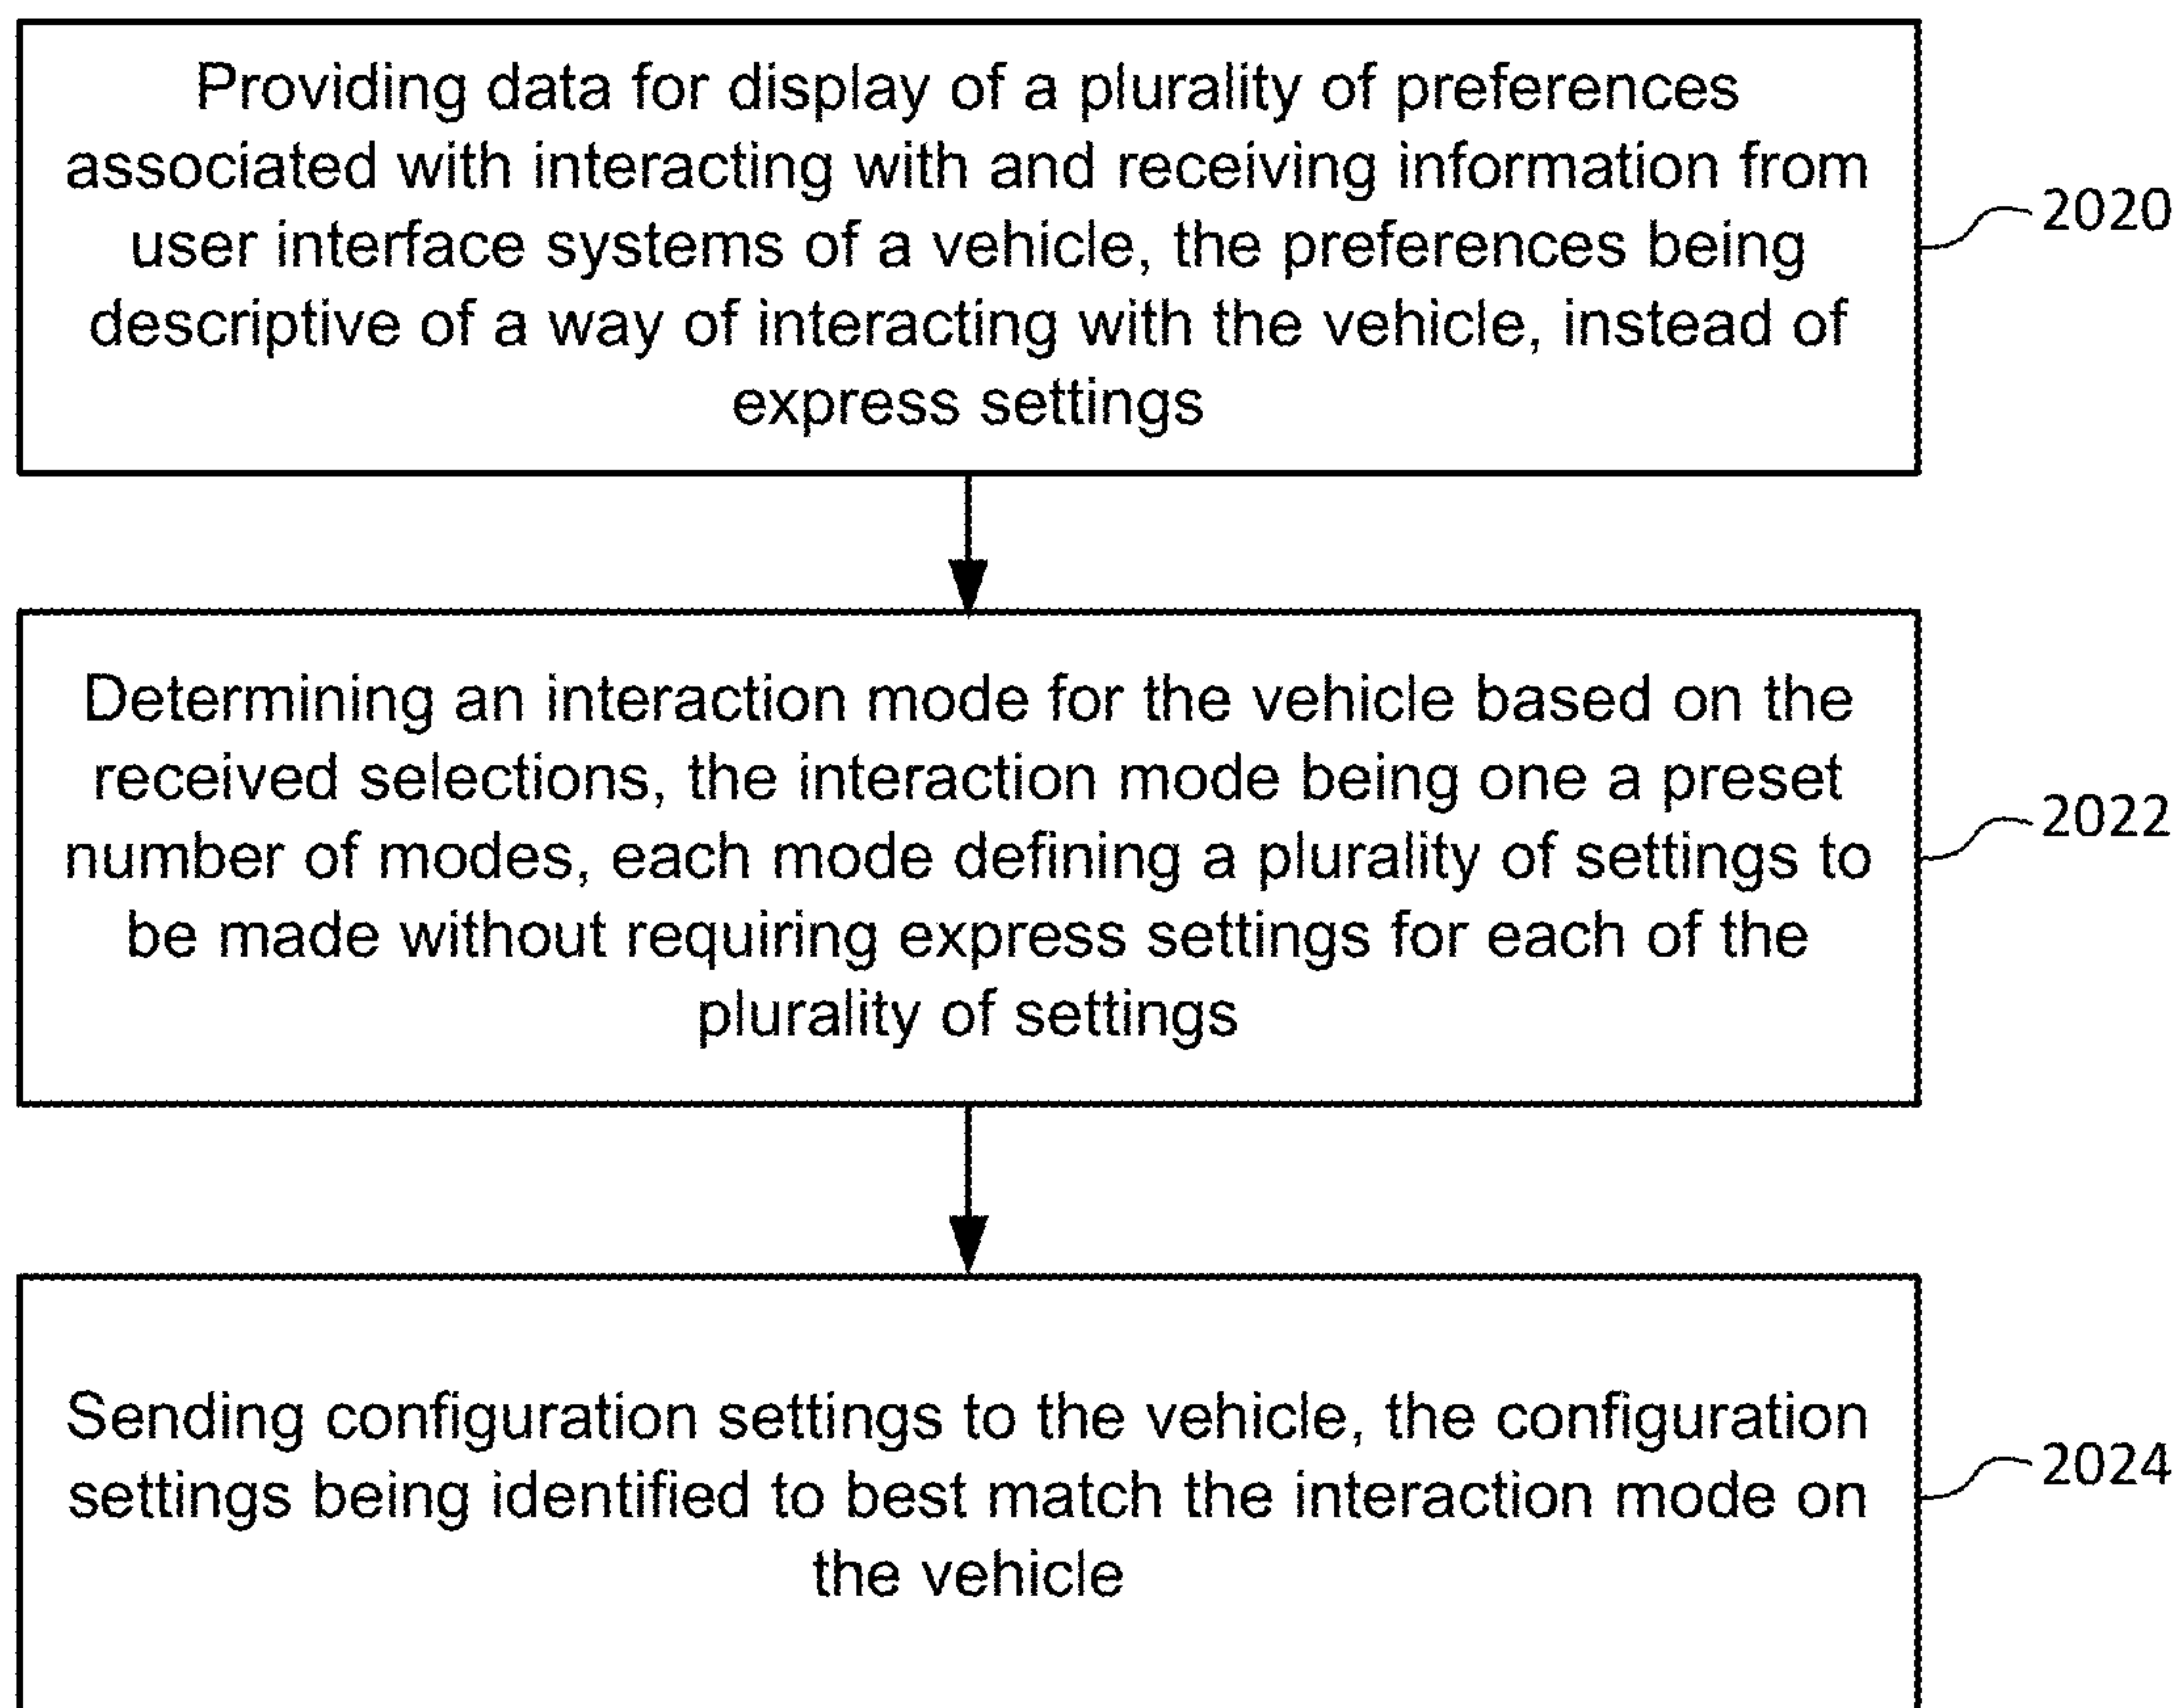 Providing data for display of a plurality of preferences
associated with interacting with and receiving information from
user interface systems of a vehicle, the preferences being
descriptive of a way of interacting with the vehicle, instead of
express settings
2020
Determining an interaction mode for the vehicle based on the
received selections, the interaction mode being one a preset
number of modes, each mode defining a plurality of settings to
be made without requiring express settings for each of the
plurality of settings
2022
Sending configuration settings to the vehicle, the configuration
settings being identified to best match the interaction mode on
the vehicle
2024